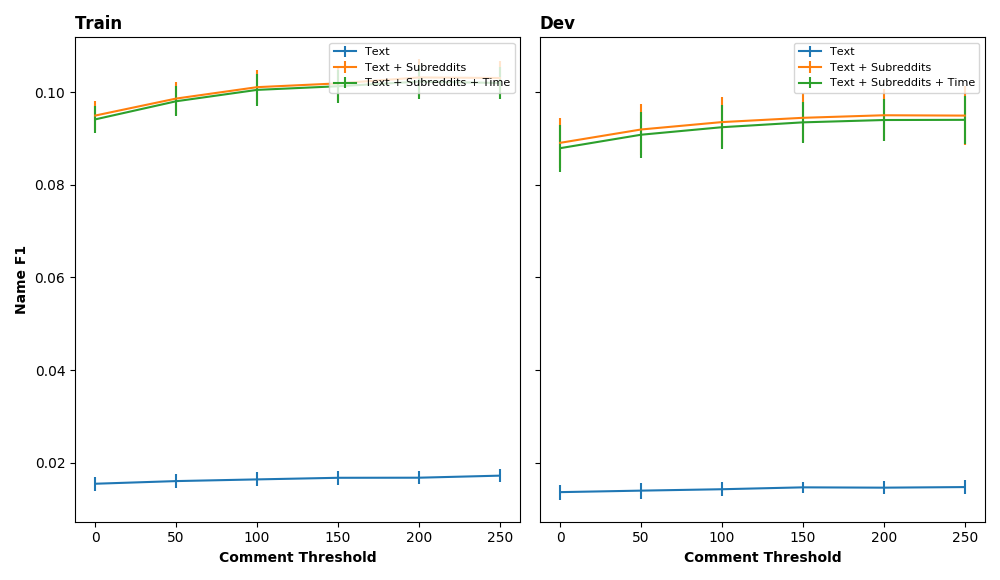 Train
Text
Text + Subreddits
Text + Subreddits + Time
Name F1
0.10
0.08
0.06
0.04
0.02
0 50 100 150 200 250
Comment Threshold
Dev
Text
Text + Subreddits
Text + Subreddits + Time
0 50 100 150 200 250
Comment Threshold